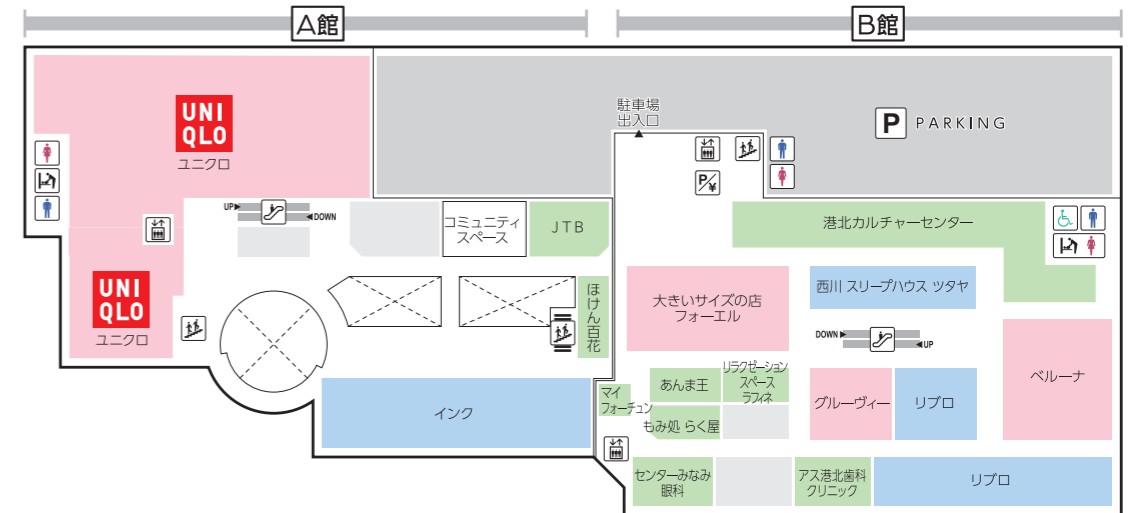 A館
B館
UNI
QLO
ユニクロ
駐車場
出入口
P PARKING
P/¥
UP
DOWN
コミュニティ
スペース
JTB
港北カルチャーセンター
UNI
QLO
ユニクロ
ほけん百花
大きいサイズの店
フォーエル
西川 スリープハウス ツタヤ
DOWN
UP
ベルーナ
リラクゼーション
スペース
ラフィネ
あんま王
マイ
フォーチュン
グルーヴィー
リブロ
インク
もみ処 らく屋
センターみなみ
眼科
アス港北歯科
クリニック
リブロ